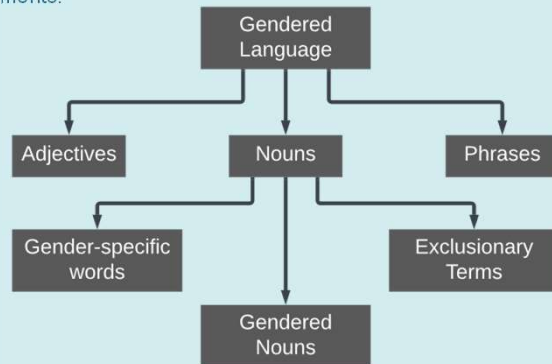 Gendered
Language
Adjectives
Nouns
Phrases
Gender-specific
words
Exclusionary
Terms
Gendered
Nouns